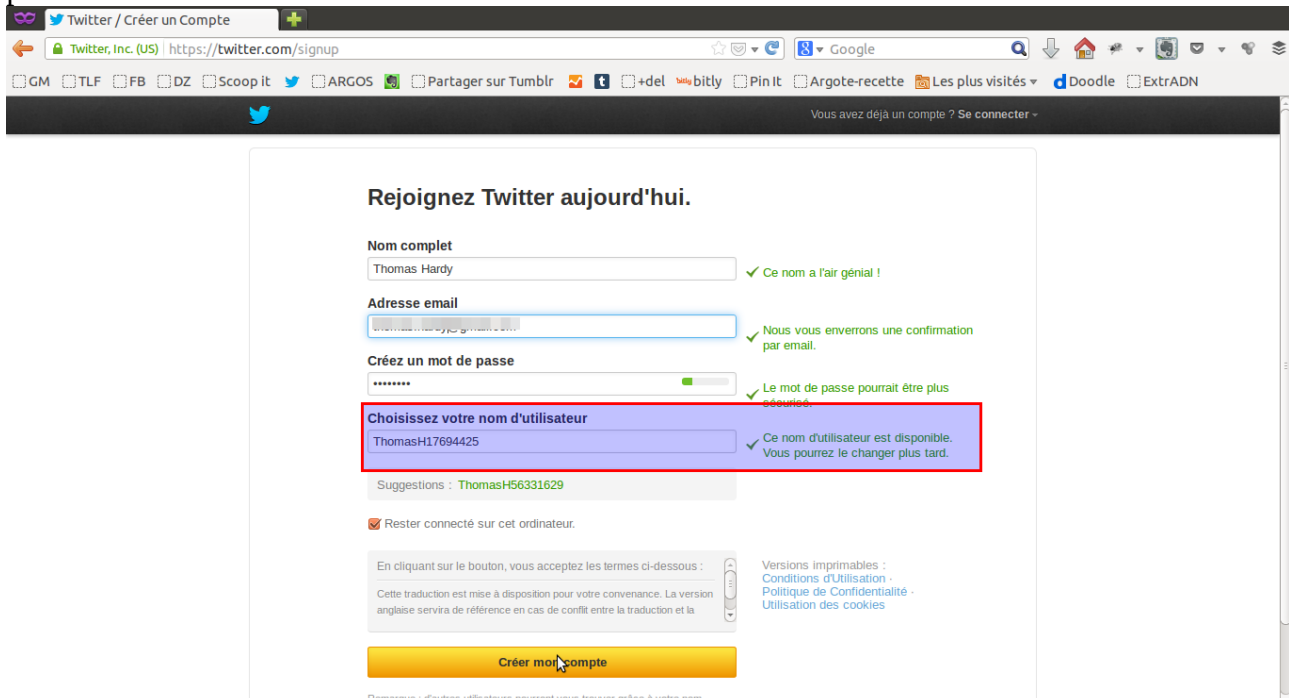 Twitter / Créer un Compte
Twitter, Inc. (US) https://twitter.com/signup
Google
GM TLF FB DZ Scoop it ARGOS Partager sur Tumblr +del bitly Pin It Argote-recette Les plus visités Doodle ExtrADN
Vous avez déjà un compte ? Se connecter
Rejoignez Twitter aujourd'hui.
Nom complet
Thomas Hardy
Ce nom a l'air génial !
Adresse email
Nous vous enverrons une confirmation
par email.
Créez un mot de passe
••••••••
Le mot de passe pourrait être plus
sécurisé.
Choisissez votre nom d'utilisateur
ThomasH17694425
Ce nom d'utilisateur est disponible.
Vous pourrez le changer plus tard.
Suggestions : ThomasH56331629
Rester connecté sur cet ordinateur.
En cliquant sur le bouton, vous acceptez les termes ci-dessous :
Cette traduction est mise à disposition pour votre convenance. La version
anglaise servira de référence en cas de conflit entre la traduction et la
Versions imprimables :
Conditions d'Utilisation ·
Politique de Confidentialité ·
Utilisation des cookies
Créer mon compte